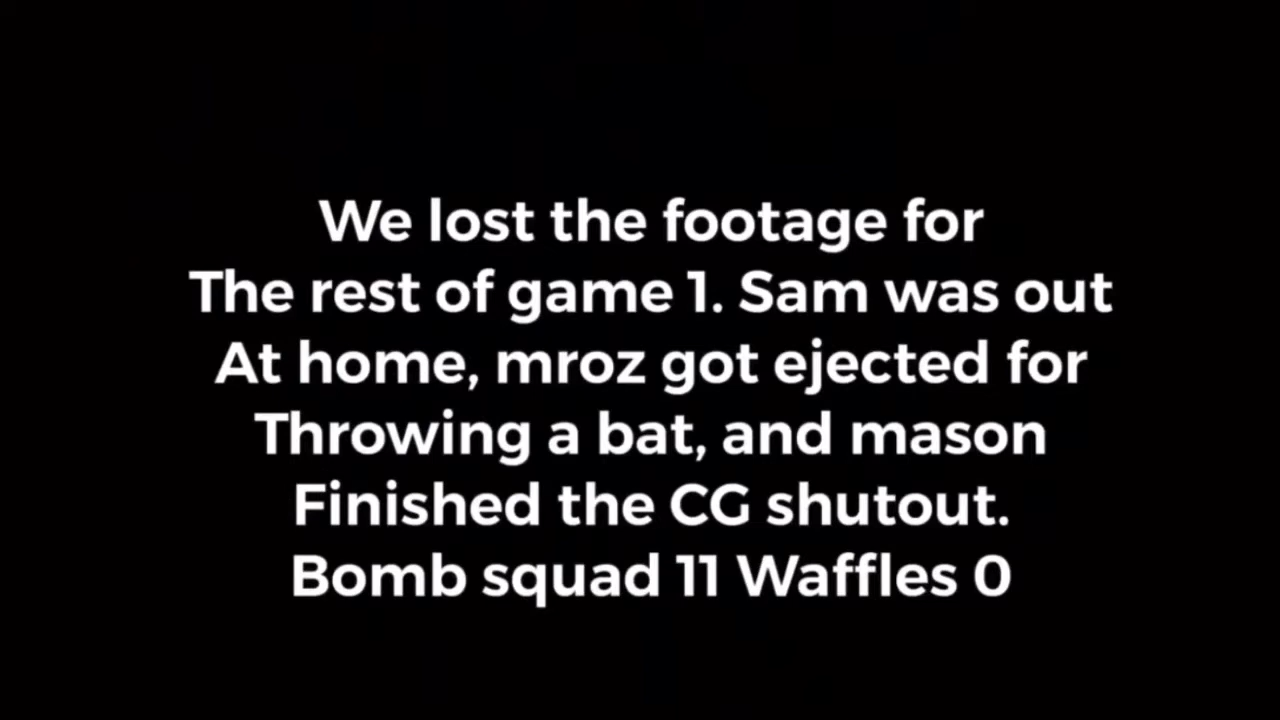 We lost the footage for
The rest of game 1. Sam was out
At home, mroz got ejected for
Throwing a bat, and mason
Finished the CG shutout.
Bomb squad 11 Waffles 0